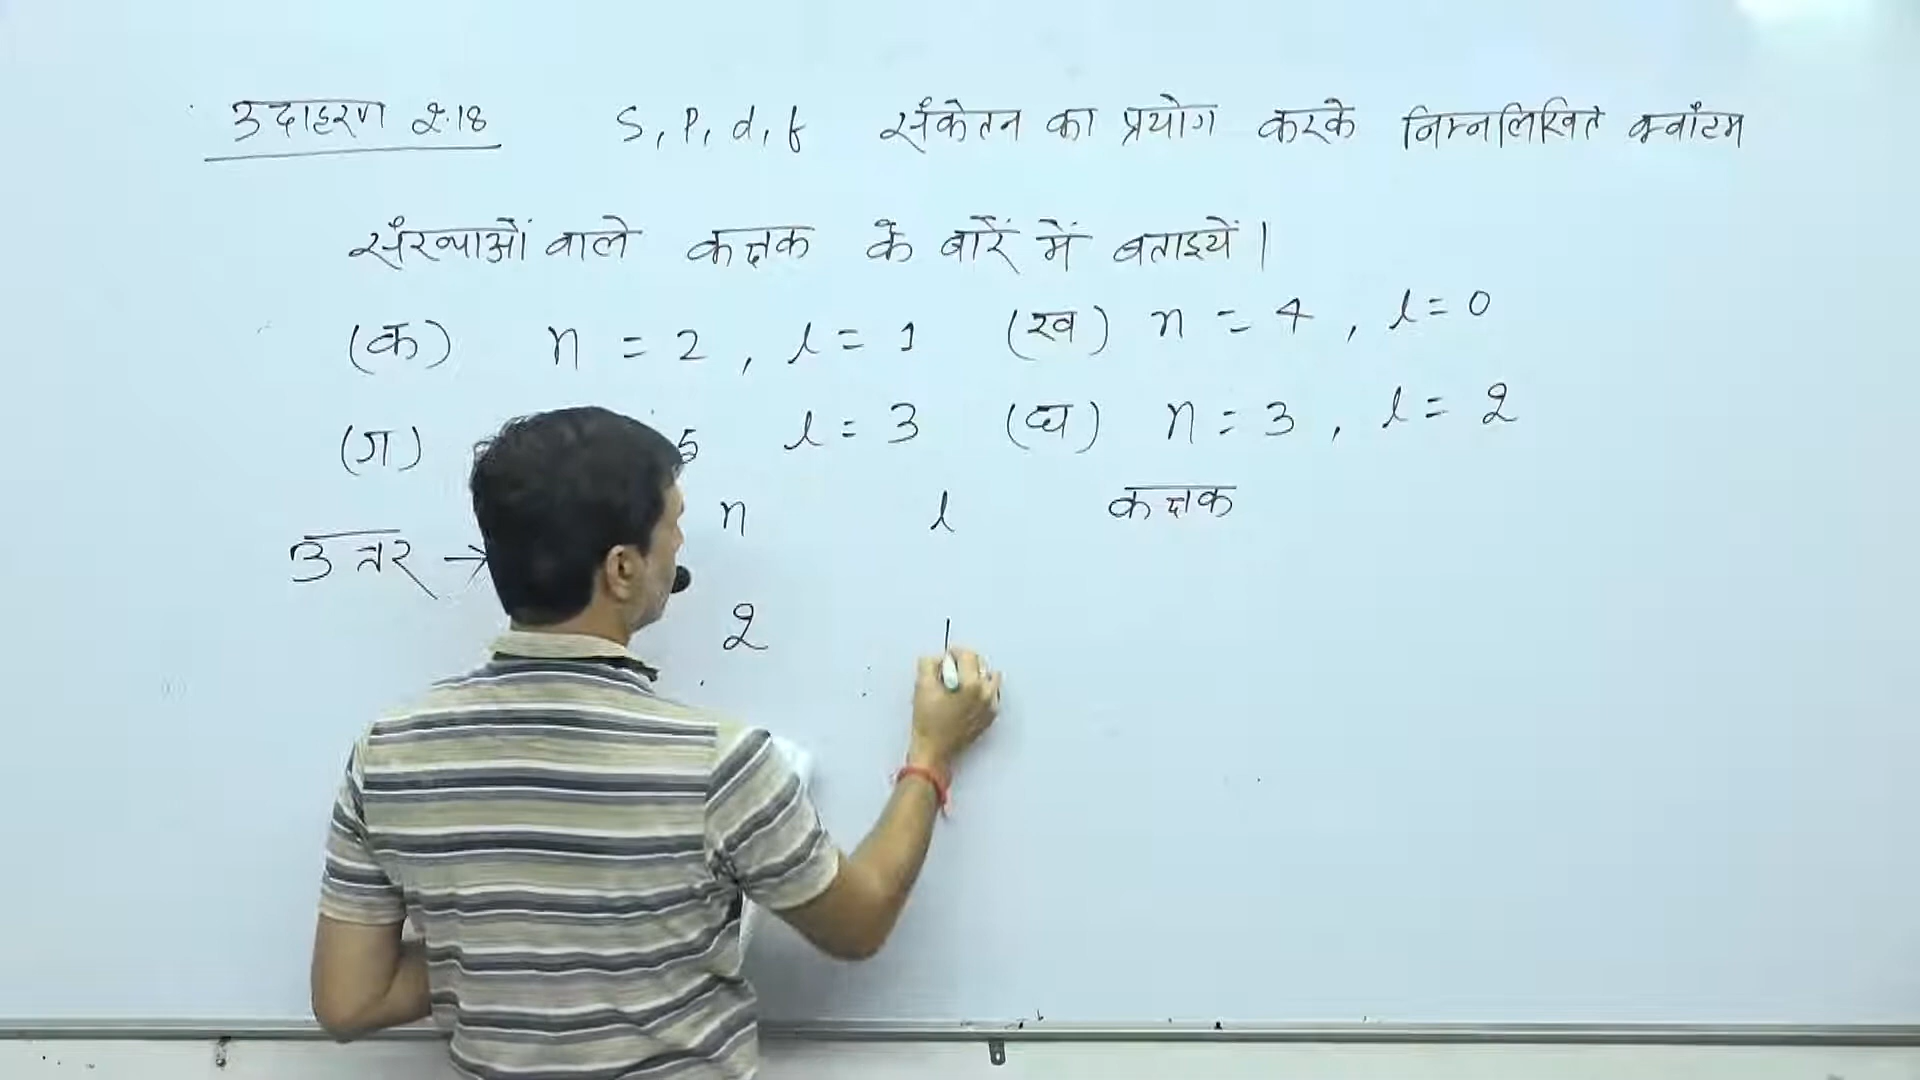 उदाहरण 2.18 s, p, d, f संकेतन का प्रयोग करके निम्नलिखित क्वांटम
संख्याओं वाले कक्षक के बारें में बताइयें।
(क) n = 2 , l = 1 (ख) n = 4 , l = 0
(ग) 5 l = 3 (घ) n = 3 , l = 2
n l कक्षक
उत्तर →
2 1